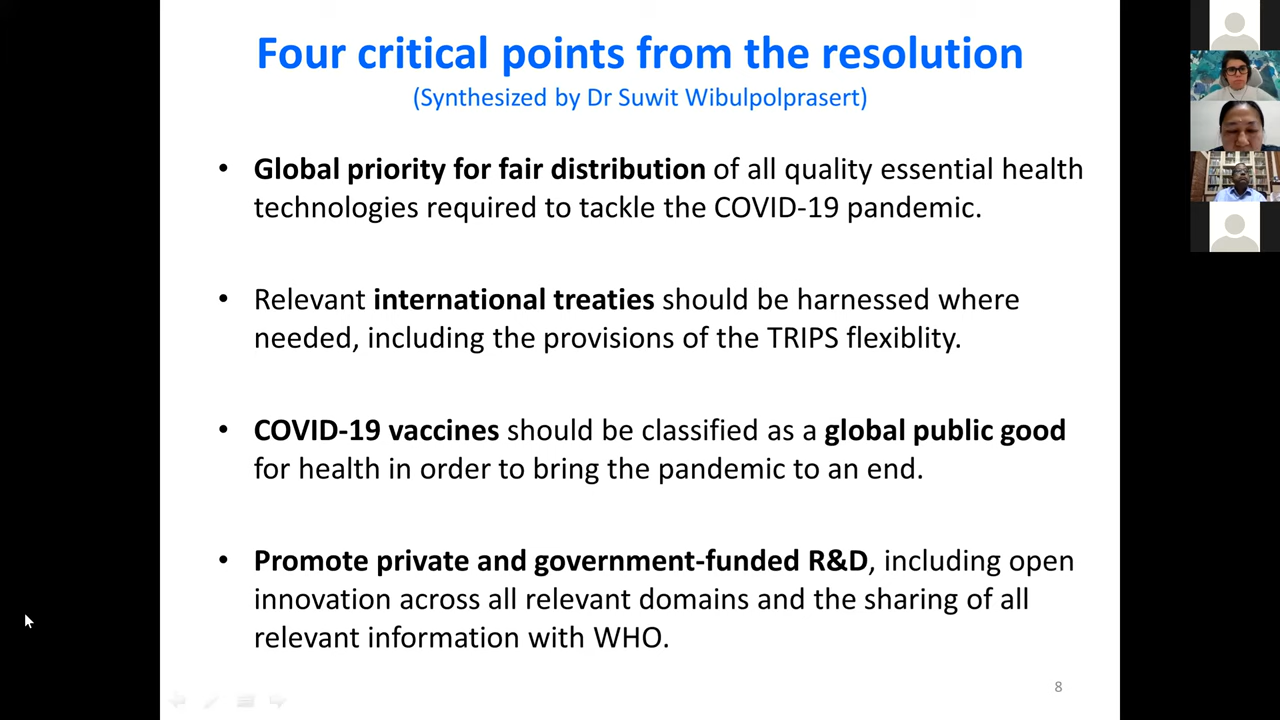 Four critical points from the resolution
(Synthesized by Dr Suwit Wibulpolprasert)
• Global priority for fair distribution of all quality essential health
technologies required to tackle the COVID-19 pandemic.
• Relevant international treaties should be harnessed where
needed, including the provisions of the TRIPS flexiblity.
• COVID-19 vaccines should be classified as a global public good
for health in order to bring the pandemic to an end.
• Promote private and government-funded R&D, including open
innovation across all relevant domains and the sharing of all
relevant information with WHO.
8